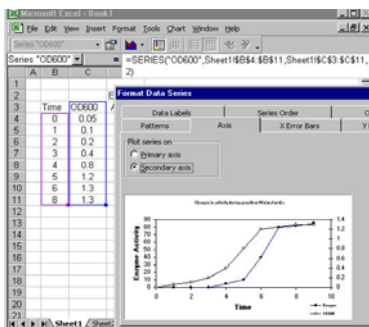 Microsoft Excel - Book1
File Edit View Insert Format Tools Chart Window Help
Series "OD600"
Series "OD600" = =SERIES("OD600",Sheet1!$B$4:$B$11,Sheet1!$C$3:$C$11,
2)
A B C
1
2 E
3 Time OD600 A
4 0 0.05
5 1 0.1
6 2 0.2
7 3 0.4
8 4 0.8
9 5 1.2
10 6 1.3
11 8 1.3
12
13
14
15
16
17
18
19
20
21
Sheet1 Sheet
Format Data Series
Data Labels Series Order O
Patterns Axis X Error Bars Y
Plot series on
Primary axis
Secondary axis
90
80
70
60
50
40
30
20
10
0
Enzyme Activity
1.4
1.2
1
0.8
0.6
0.4
0.2
0
0 2 4 6 8 10
Time